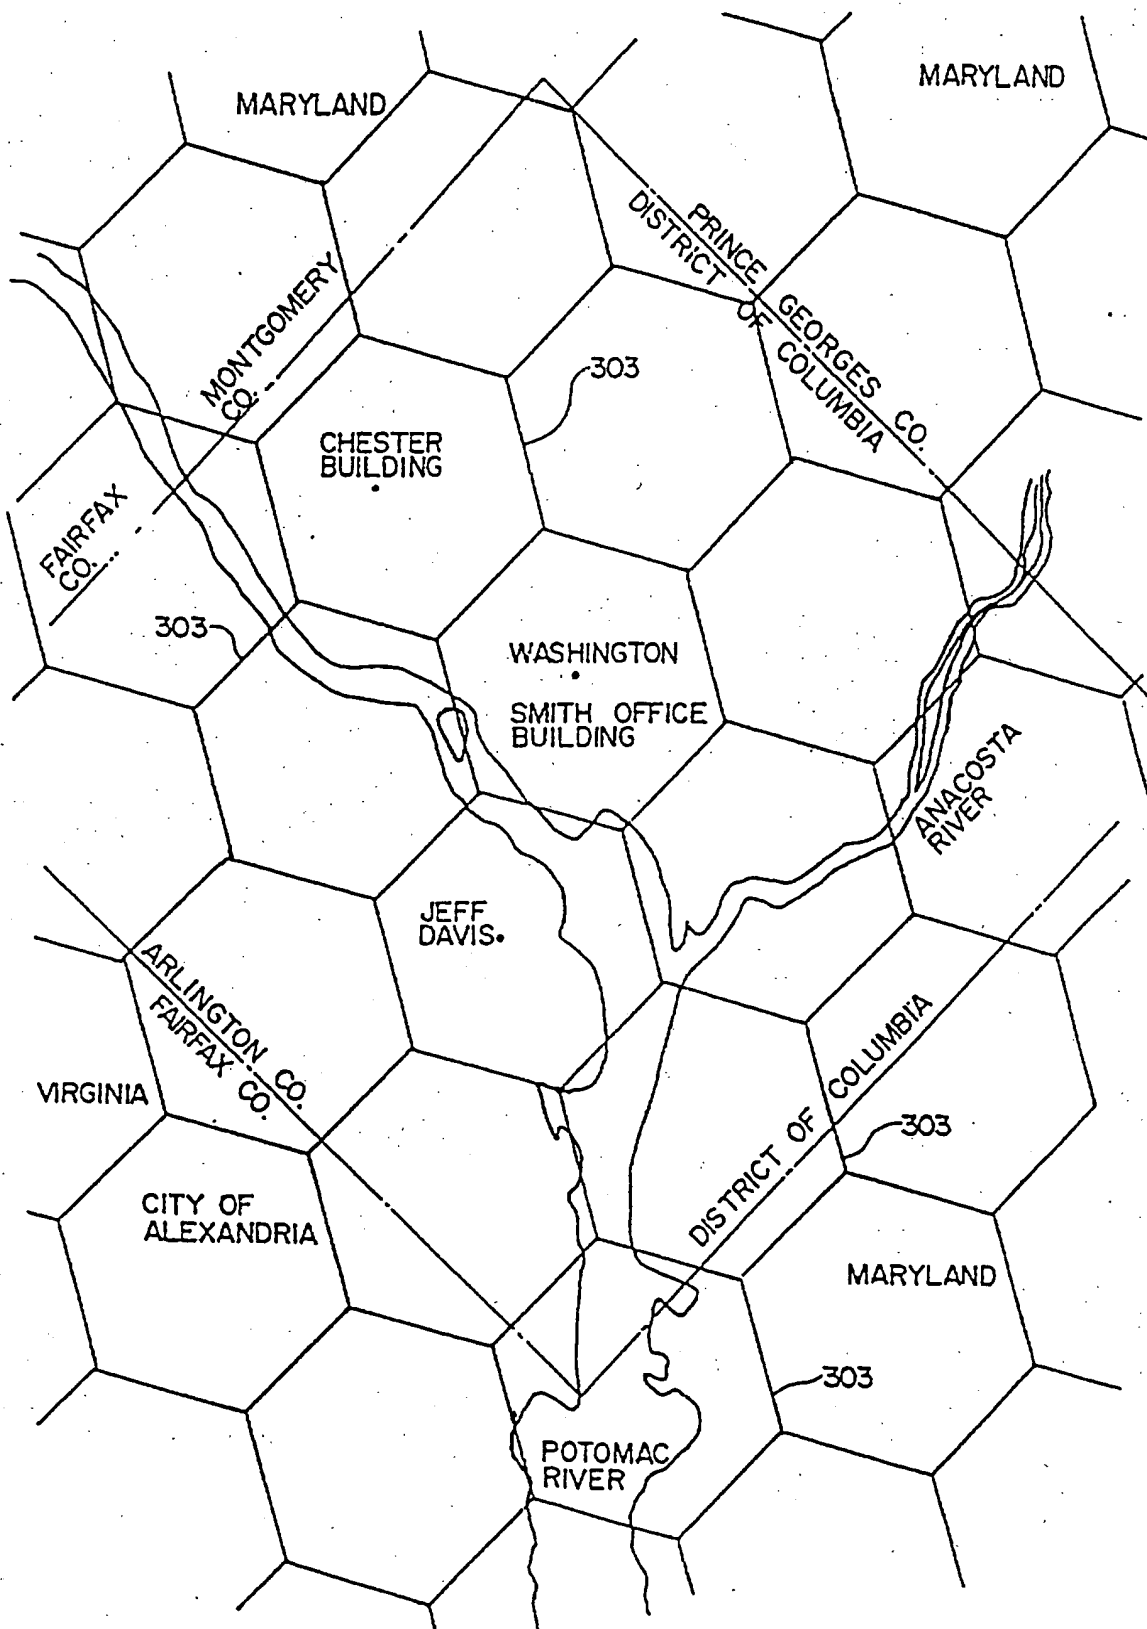 MARYLAND
MARYLAND
PRINCE GEORGES CO.
DISTRICT OF COLUMBIA
MONTGOMERY
CO.
303
CHESTER
BUILDING
FAIRFAX
CO.
303
WASHINGTON
SMITH OFFICE
BUILDING
ANACOSTA
RIVER
JEFF
DAVIS
ARLINGTON CO.
FAIRFAX CO.
VIRGINIA
DISTRICT OF COLUMBIA
303
CITY OF
ALEXANDRIA
MARYLAND
303
POTOMAC
RIVER